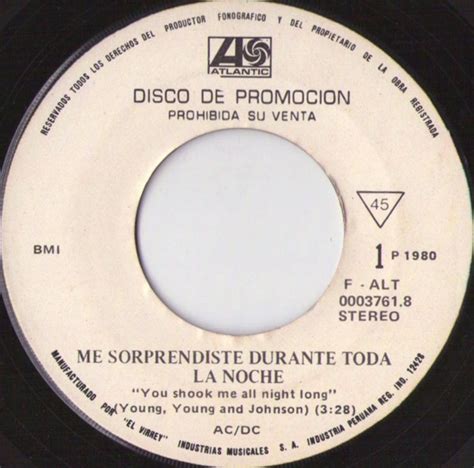 RESERVADOS TODOS LOS DERECHOS DEL PRODUCTOR FONOGRAFICO Y DEL PROPIETARIO DE LA OBRA REGISTRADA
ATLANTIC
DISCO DE PROMOCION
PROHIBIDA SU VENTA
45
BMI
1 P 1980
F - ALT
0003761.8
STEREO
ME SORPRENDISTE DURANTE TODA
LA NOCHE
"You shook me all night long"
(Young, Young and Johnson) (3:28)
AC/DC
MANUFACTURADO POR "EL VIRREY" INDUSTRIAS MUSICALES S. A. INDUSTRIA PERUANA REG. IND. 12428